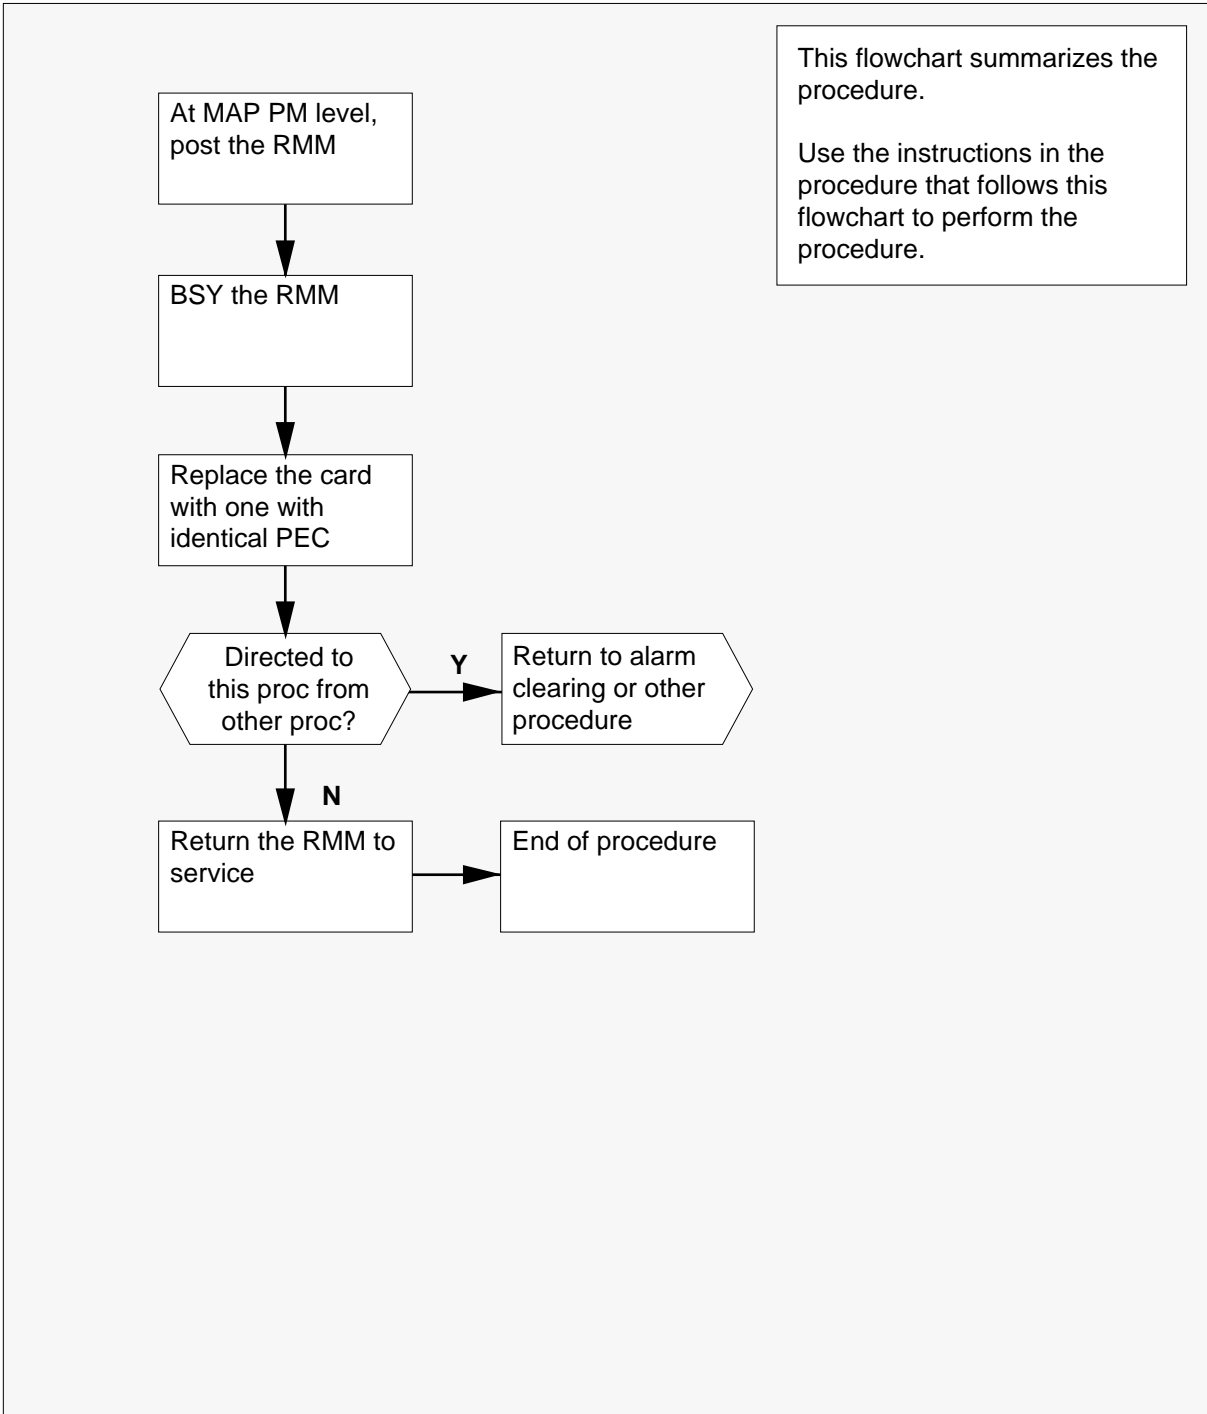 This flowchart summarizes the
procedure.
Use the instructions in the
procedure that follows this
flowchart to perform the
procedure.
At MAP PM level,
post the RMM
BSY the RMM
Replace the card
with one with
identical PEC
Directed to
this proc from
other proc?
Y
Return to alarm
clearing or other
procedure
N
Return the RMM to
service
End of procedure